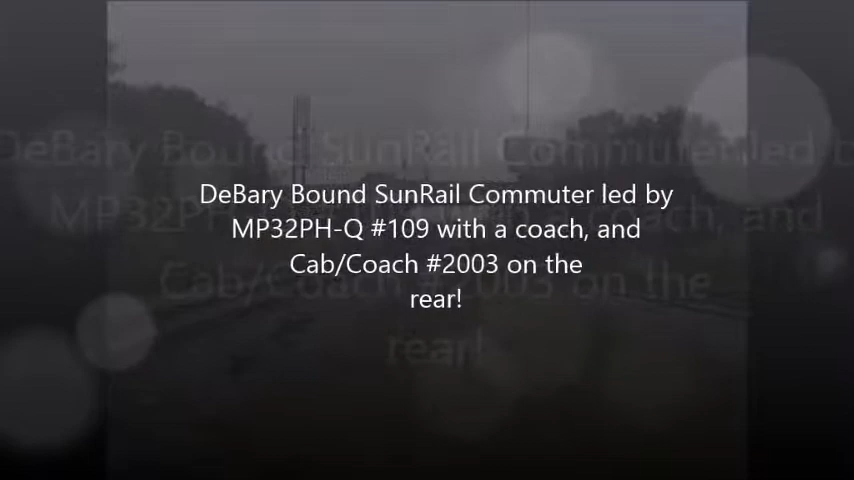 DeBary Bound SunRail Commuter led by
MP32PH-Q #109 with a coach, and
Cab/Coach #2003 on the
rear!